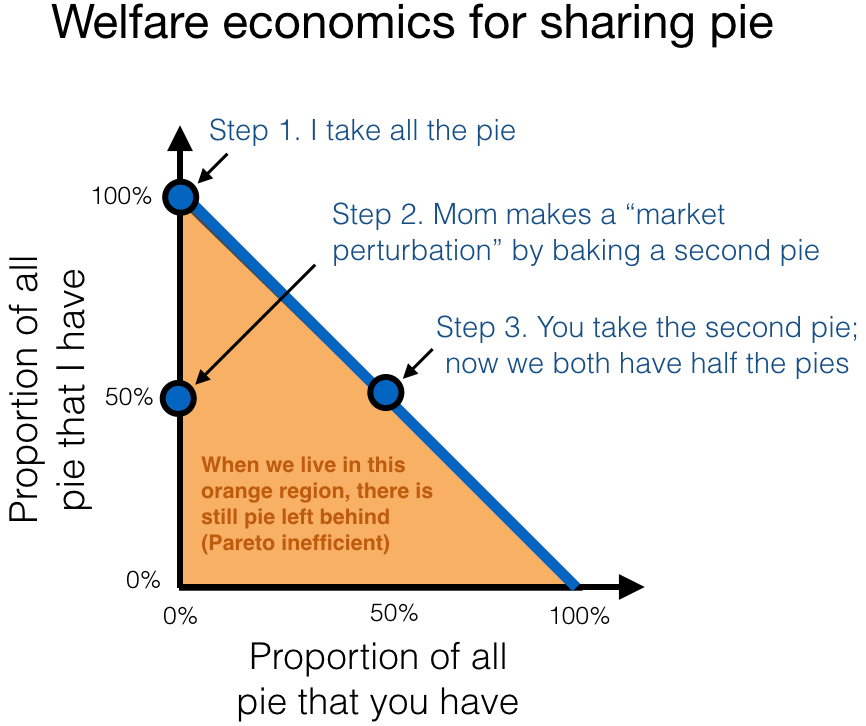 Welfare economics for sharing pie
Step 1. I take all the pie
100%
Step 2. Mom makes a “market
perturbation” by baking a second pie
Proportion of all
pie that I have
Step 3. You take the second pie;
now we both have half the pies
50%
When we live in this
orange region, there is
still pie left behind
(Pareto inefficient)
0%
0%
50%
100%
Proportion of all
pie that you have